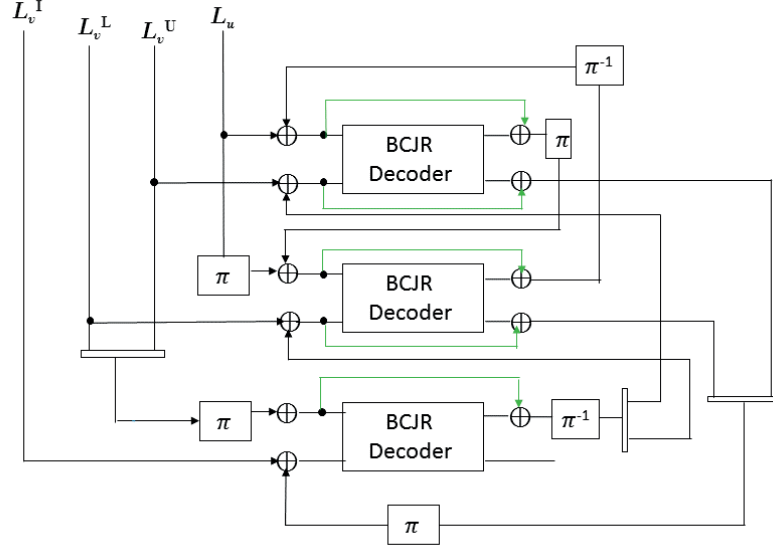 L_v^I L_v^L L_v^U L_u
π⁻¹
BCJR
Decoder
π
π
BCJR
Decoder
π
BCJR
Decoder
π⁻¹
π